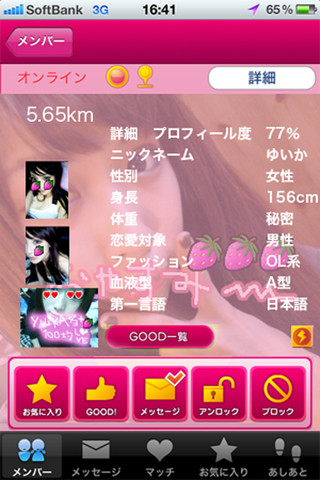 SoftBank 3G 16:41 65%
メンバー
オンライン 詳細
5.65km
詳細 プロフィール度 77%
ニックネーム ゆいか
性別 女性
身長 156cm
体重 秘密
恋愛対象 男性
ファッション OL系
血液型 A型
第一言語 日本語
GOOD一覧
お気に入り GOOD! メッセージ アンロック ブロック
メンバー メッセージ マッチ お気に入り あしあと